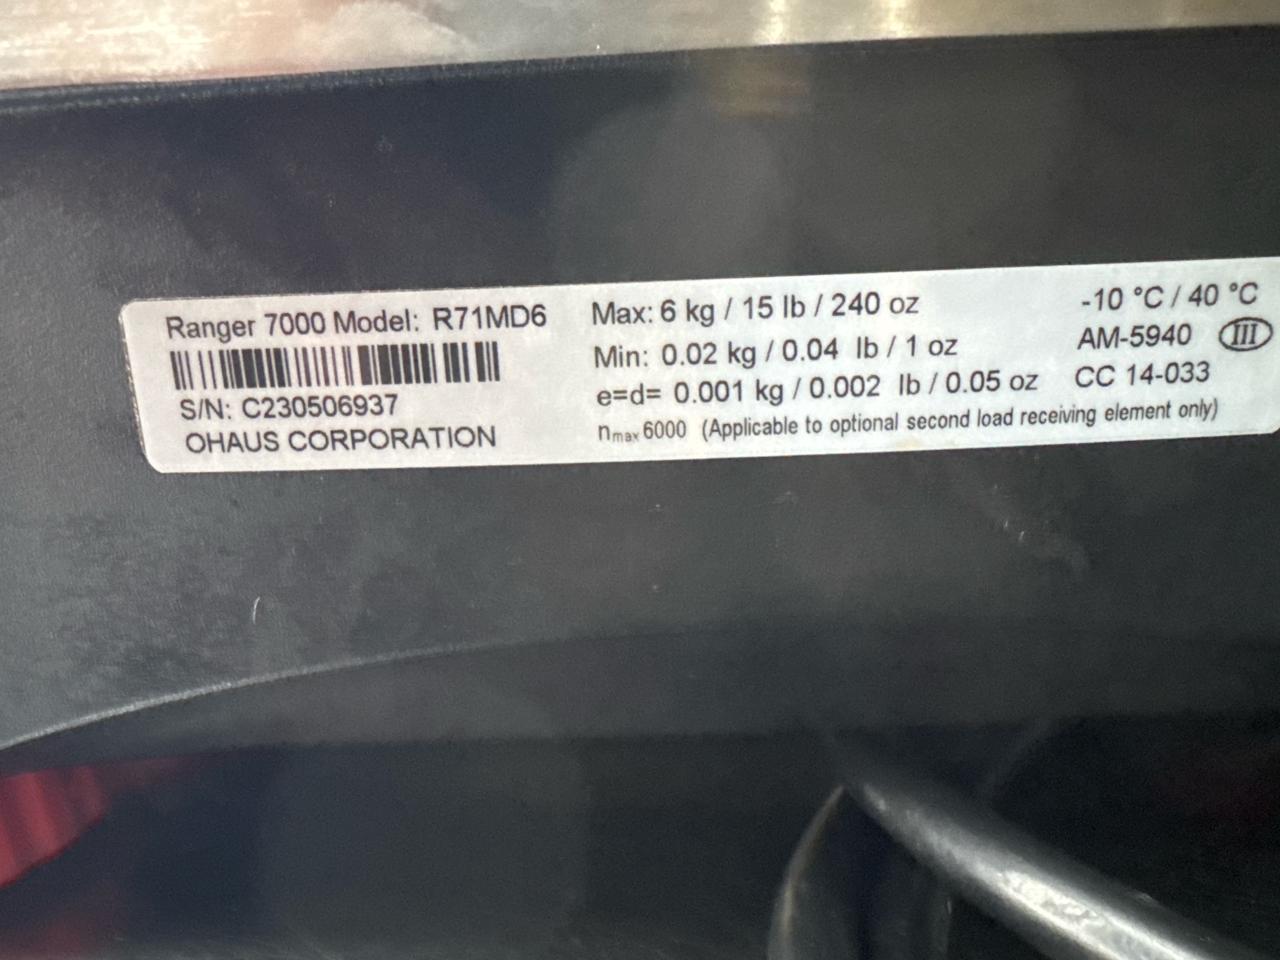 Ranger 7000 Model: R71MD6
S/N: C230506937
OHAUS CORPORATION
Max: 6 kg / 15 lb / 240 oz
Min: 0.02 kg / 0.04 lb / 1 oz
e=d= 0.001 kg / 0.002 lb / 0.05 oz
nmax 6000 (Applicable to optional second load receiving element only)
-10 °C / 40 °C
AM-5940 III
CC 14-033